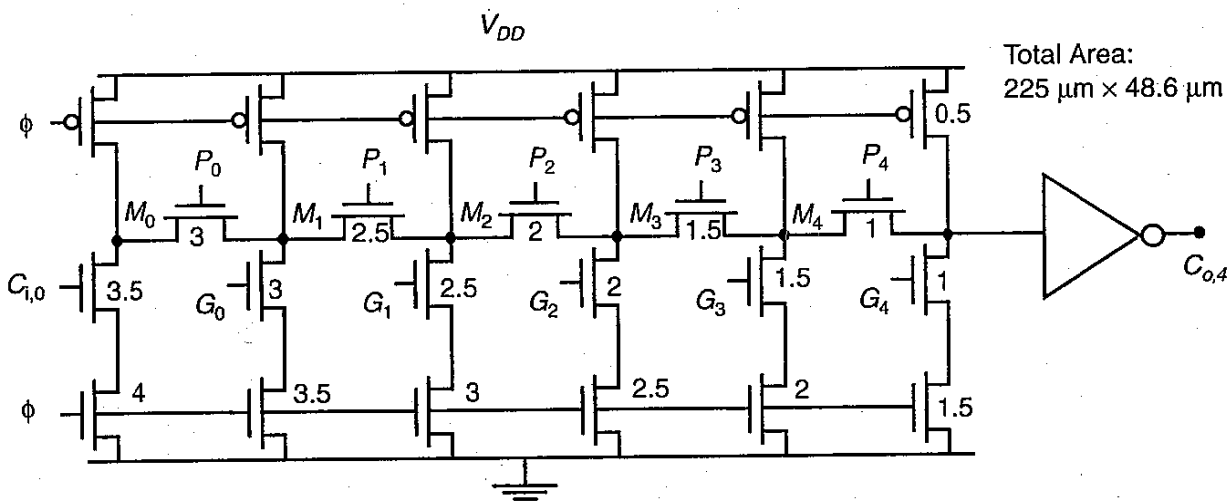 V_DD
Total Area:
225 μm × 48.6 μm
ϕ
0.5
P_0
P_1
P_2
P_3
P_4
M_0
M_1
M_2
M_3
M_4
3
2.5
2
1.5
1
C_i,0
3.5
G_0
3
G_1
2.5
G_2
2
G_3
1.5
G_4
1
C_o,4
ϕ
4
3.5
3
2.5
2
1.5